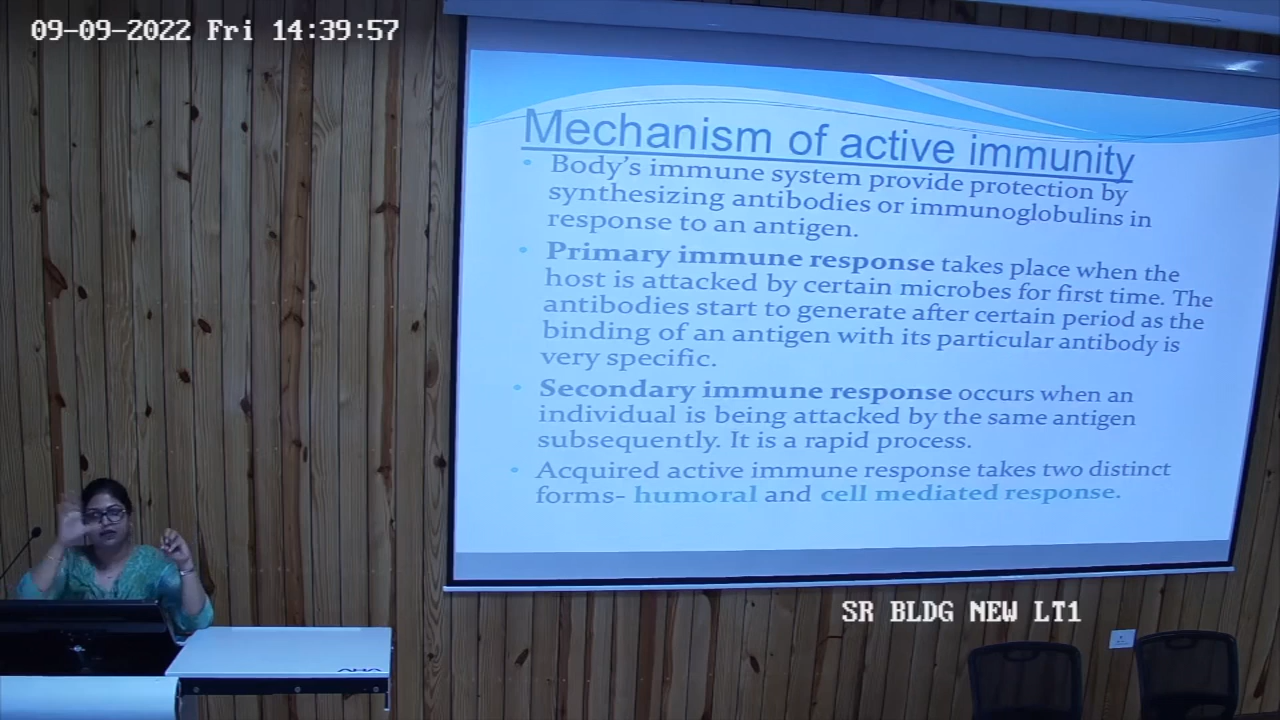 09-09-2022 Fri 14:39:57
Mechanism of active immunity
• Body's immune system provide protection by
synthesizing antibodies or immunoglobulins in
response to an antigen.
• Primary immune response takes place when the
host is attacked by certain microbes for first time. The
antibodies start to generate after certain period as the
binding of an antigen with its particular antibody is
very specific.
• Secondary immune response occurs when an
individual is being attacked by the same antigen
subsequently. It is a rapid process.
• Acquired active immune response takes two distinct
forms- humoral and cell mediated response.
SR BLDG NEW LT1
AHA